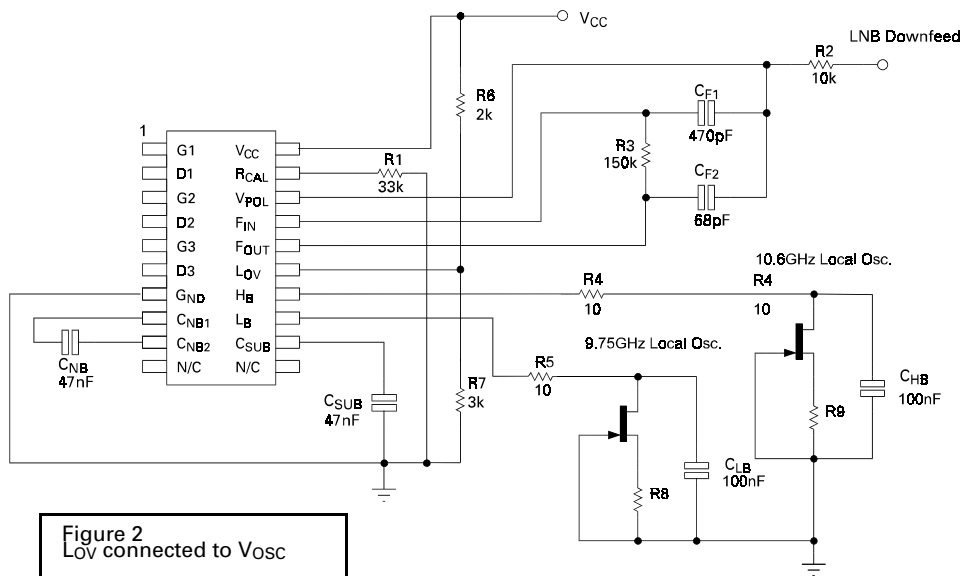 VCC
LNB Downfeed
R2
10k
R6
2k
CF1
470pF
R3
150k
CF2
68pF
1
G1
D1
G2
D2
G3
D3
GND
CNB1
CNB2
N/C
VCC
RCAL
VPOL
FIN
FOUT
LOV
HB
LB
CSUB
N/C
R1
33k
10.6GHz Local Osc.
R4
10
R4
10
9.75GHz Local Osc.
R5
10
R7
3k
CNB
47nF
CSUB
47nF
CHB
100nF
R9
CLB
100nF
R8
Figure 2
LOV connected to VOSC